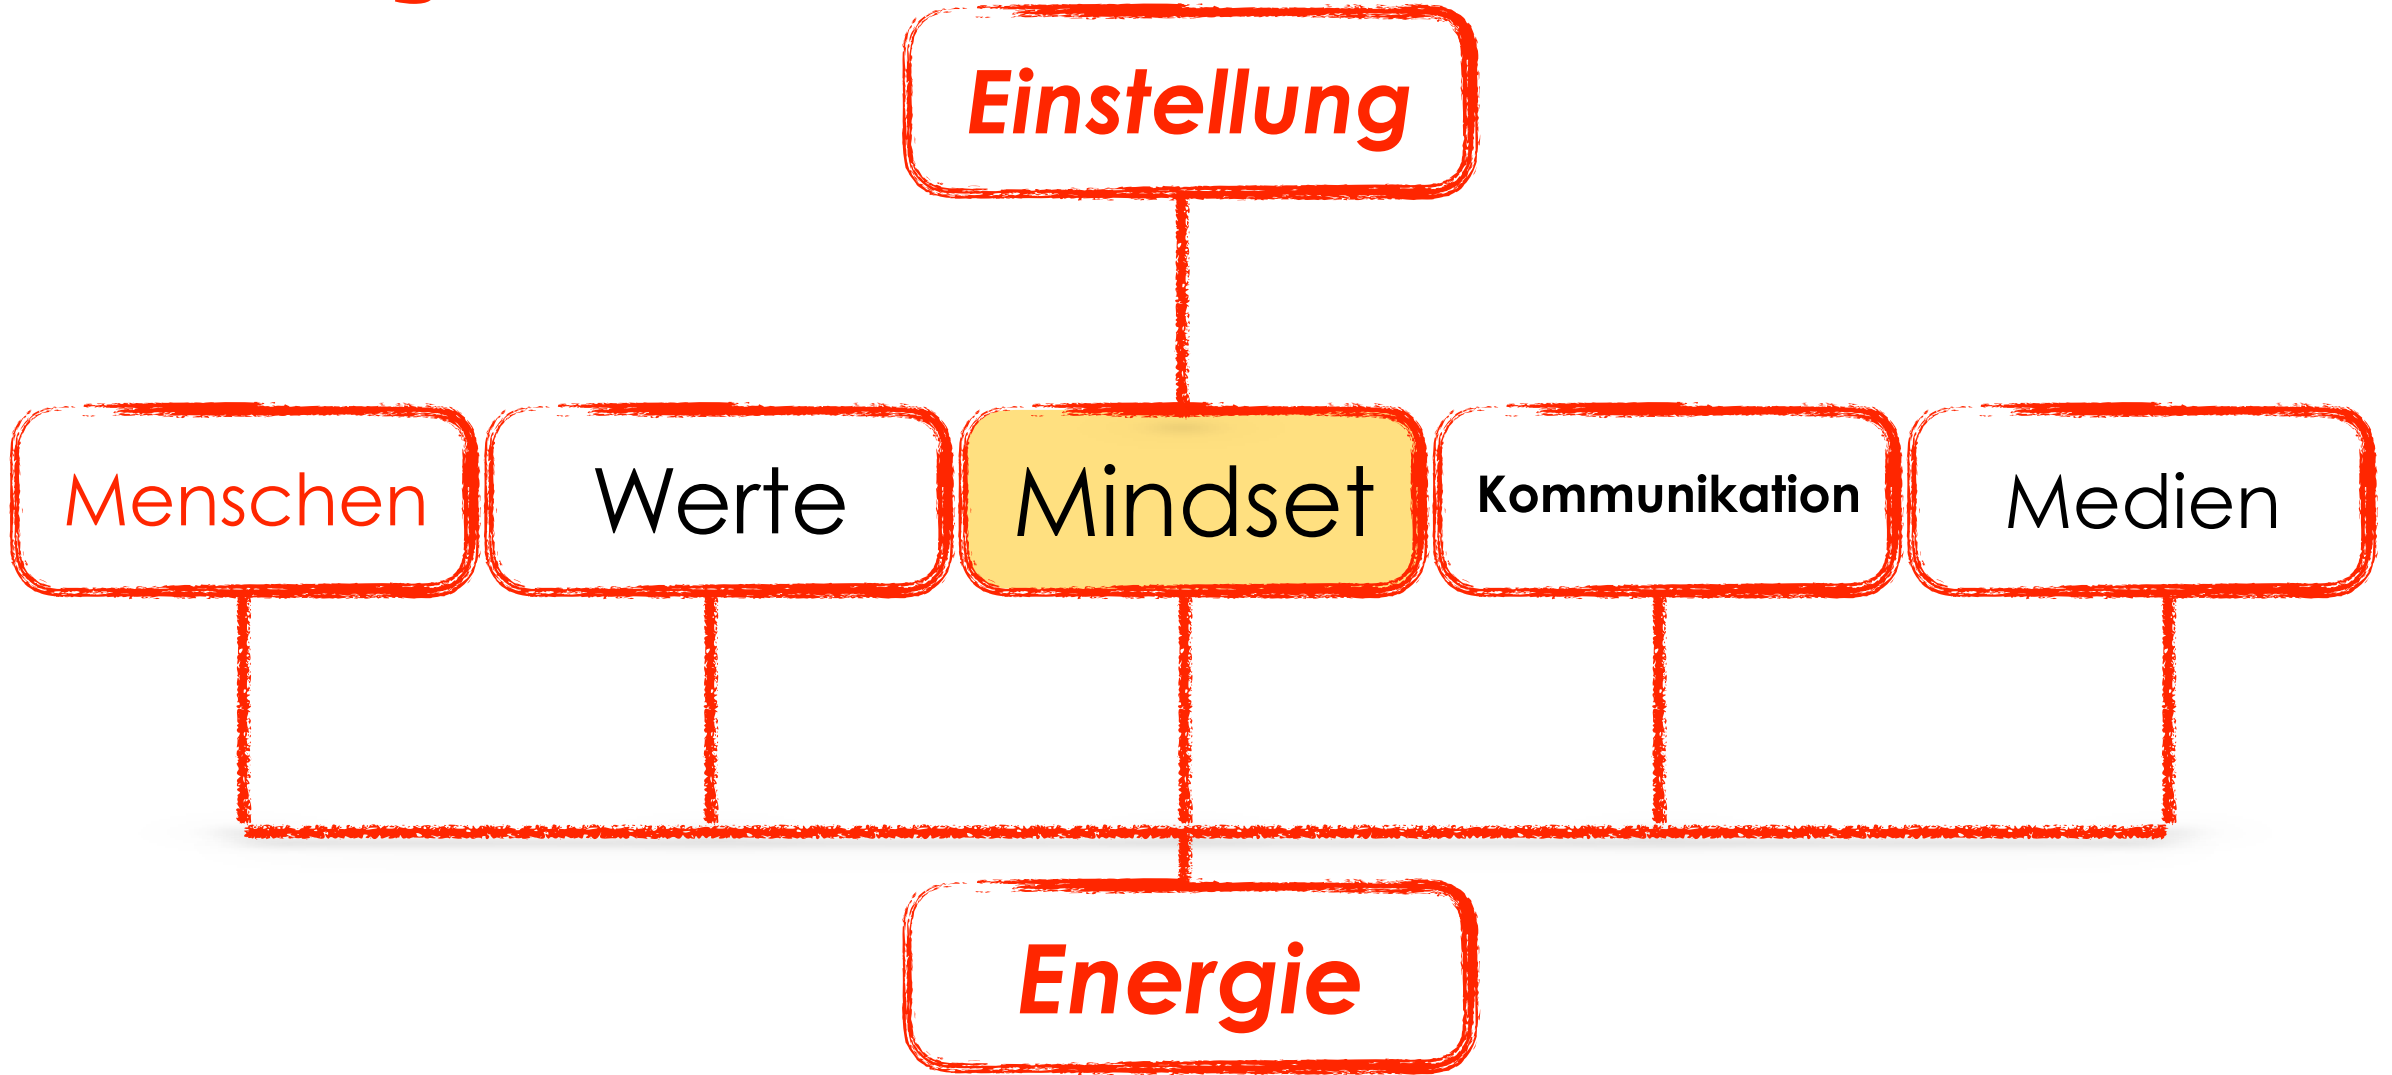 Einstellung
Menschen
Werte
Mindset
Kommunikation
Medien
Energie